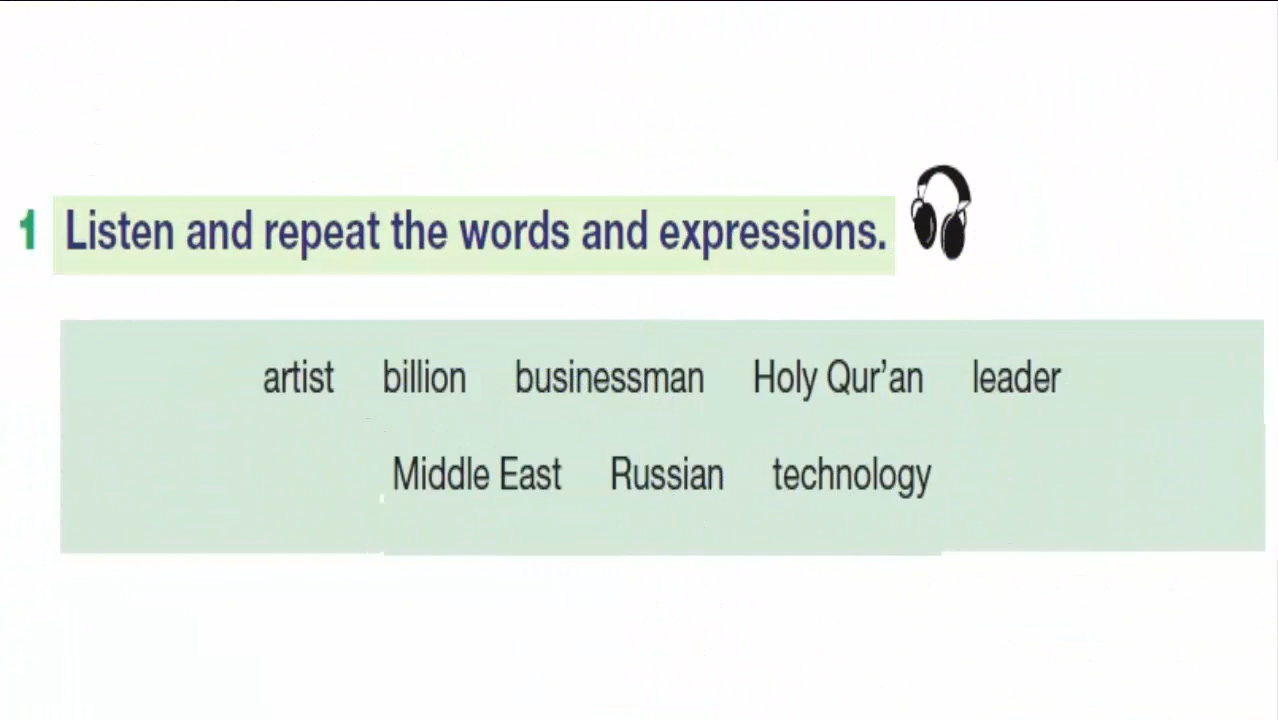 1 Listen and repeat the words and expressions.
artist billion businessman Holy Qur’an leader
Middle East Russian technology